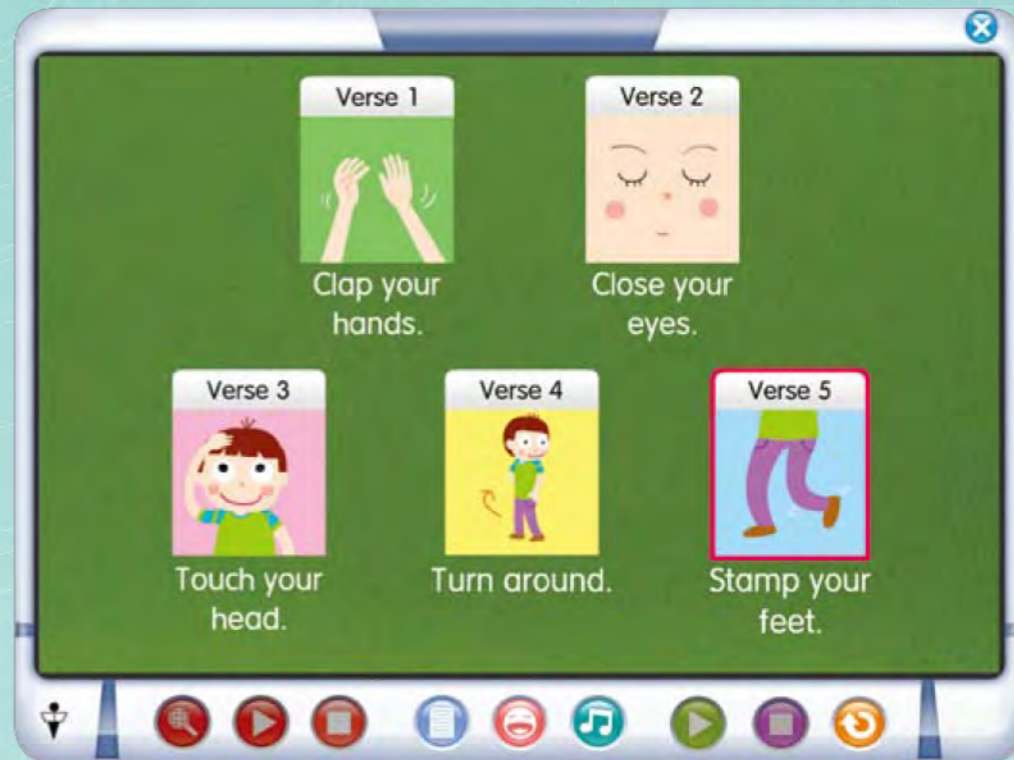 Verse 1
Verse 2
Clap your
hands.
Close your
eyes.
Verse 3
Verse 4
Verse 5
Touch your
head.
Turn around.
Stamp your
feet.